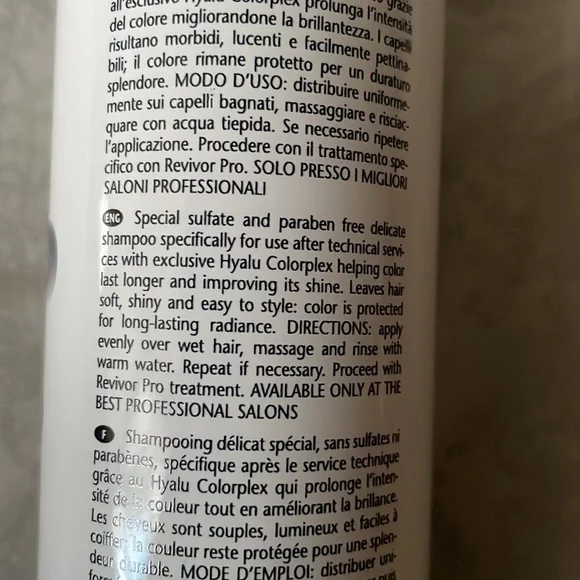 all'esclusivo Hyalu Colorplex prolunga l'intensità
del colore migliorandone la brillantezza. I capelli
risultano morbidi, lucenti e facilmente pettina-
bili; il colore rimane protetto per un duraturo
splendore. MODO D'USO: distribuire uniforme-
mente sui capelli bagnati, massaggiare e risciac-
quare con acqua tiepida. Se necessario ripetere
l'applicazione. Procedere con il trattamento spe-
cifico con Revivor Pro. SOLO PRESSO I MIGLIORI
SALONI PROFESSIONALI
ENG Special sulfate and paraben free delicate
shampoo specifically for use after technical servi-
ces with exclusive Hyalu Colorplex helping color
last longer and improving its shine. Leaves hair
soft, shiny and easy to style: color is protected
for long-lasting radiance. DIRECTIONS: apply
evenly over wet hair, massage and rinse with
warm water. Repeat if necessary. Proceed with
Revivor Pro treatment. AVAILABLE ONLY AT THE
BEST PROFESSIONAL SALONS
F Shampooing délicat spécial, sans sulfates ni
parabènes, spécifique après le service technique
grâce au Hyalu Colorplex qui prolonge l'inten-
sité de la couleur tout en améliorant la brillance.
Les cheveux sont souples, lumineux et faciles à
coiffer, la couleur reste protégée pour une splen-
deur durable. MODE D'EMPLOI: distribuer uni-